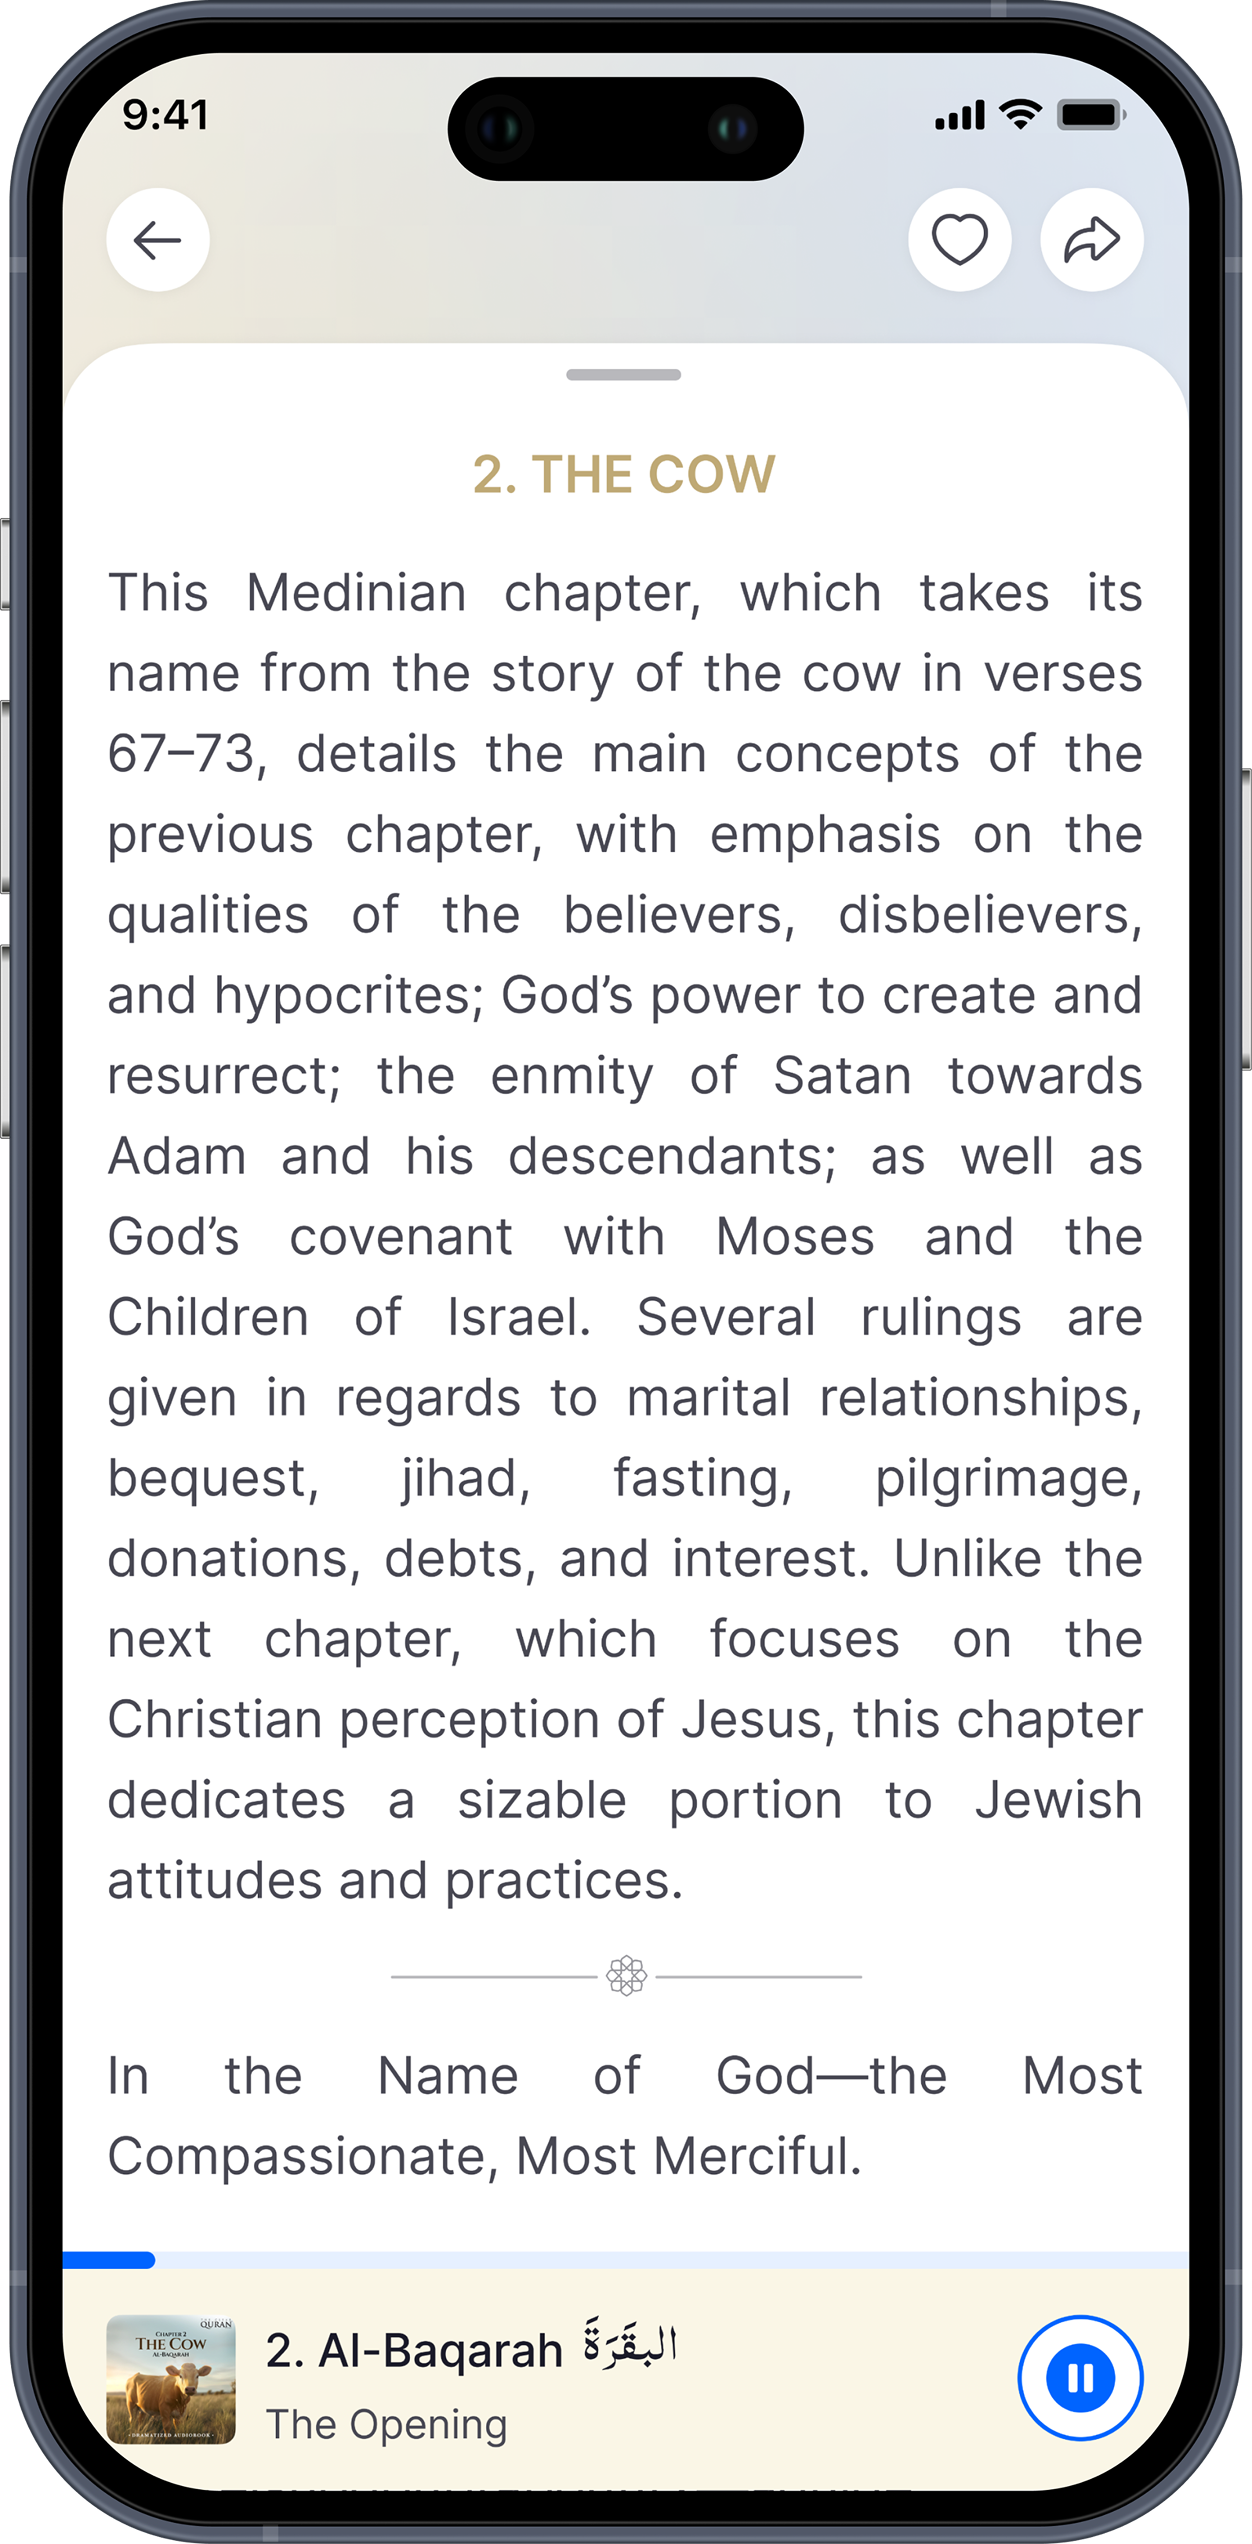 9:41
2. THE COW
This Medinian chapter, which takes its
name from the story of the cow in verses
67–73, details the main concepts of the
previous chapter, with emphasis on the
qualities of the believers, disbelievers,
and hypocrites; God’s power to create and
resurrect; the enmity of Satan towards
Adam and his descendants; as well as
God’s covenant with Moses and the
Children of Israel. Several rulings are
given in regards to marital relationships,
bequest, jihad, fasting, pilgrimage,
donations, debts, and interest. Unlike the
next chapter, which focuses on the
Christian perception of Jesus, this chapter
dedicates a sizable portion to Jewish
attitudes and practices.
In the Name of God—the Most
Compassionate, Most Merciful.
QURAN
CHAPTER 2
THE COW
AL-BAQARAH
DRAMATIZED AUDIOBOOK
2. Al-Baqarah البَقَرَة
The Opening